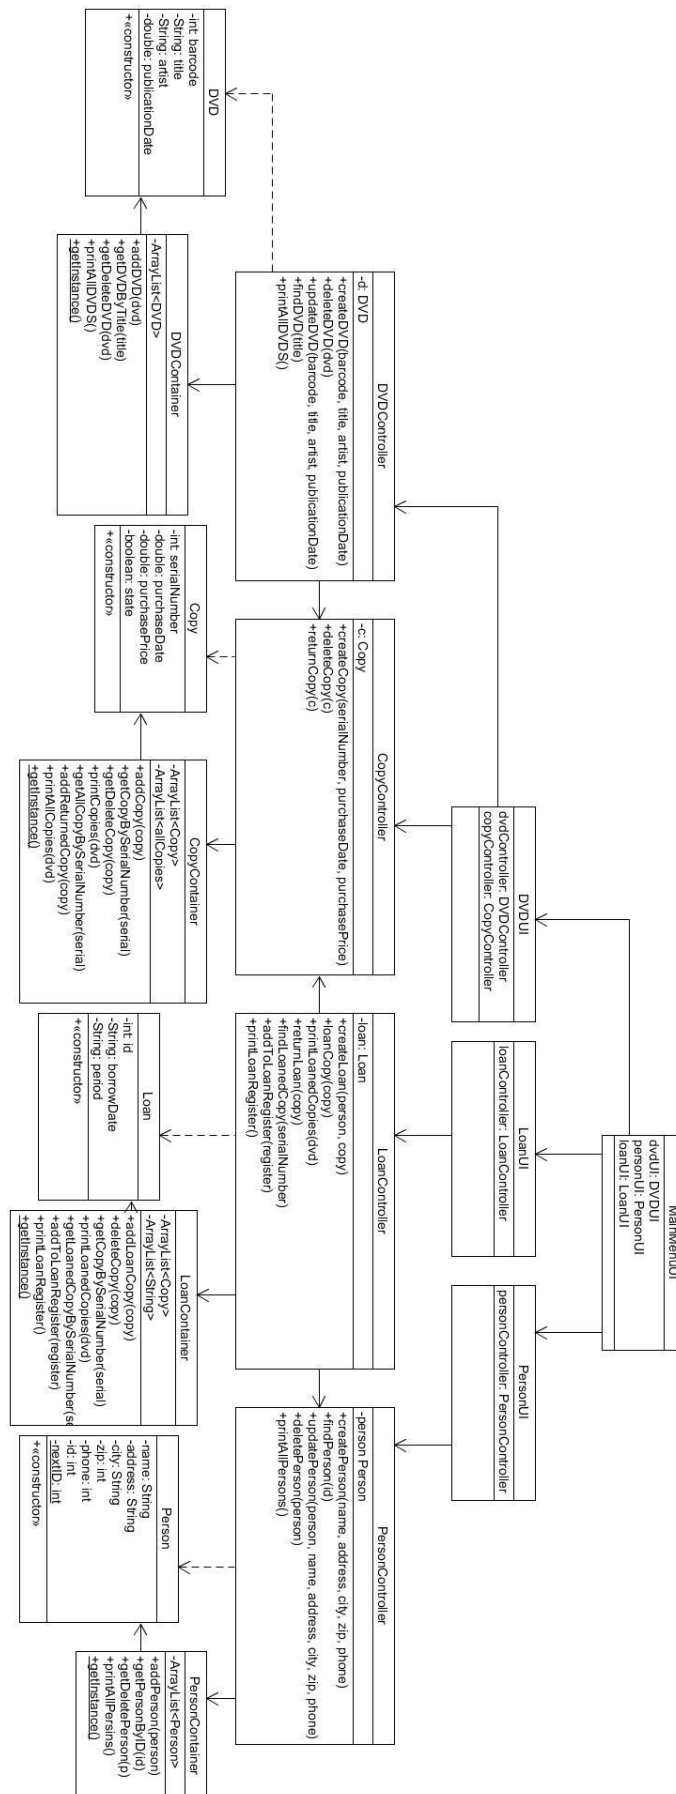 MainMenuUI
dvdUI: DVDUI
personUI: PersonUI
loanUI: LoanUI
DVDUI
dvdController: DVDController
copyController: CopyController
LoanUI
loanController: LoanController
PersonUI
personController: PersonController
DVDController
-d: DVD
+createDVD(barcode, title, artist, publicationDate)
+deleteDVD(dvd)
+updateDVD(barcode, title, artist, publicationDate)
+findDVD(title)
+printAllDVDS()
CopyController
-c: Copy
+createCopy(serialNumber, purchaseDate, purchasePrice)
+deleteCopy(c)
+returnCopy(c)
LoanController
-loan: Loan
+createLoan(person, copy)
+loanCopy(copy)
+printLoanedCopies(dvd)
+returnLoan(copy)
+findLoanedCopy(serialNumber)
+addToLoanRegister(register)
+printLoanRegister()
PersonController
-person Person
+createPerson(name, address, city, zip, phone)
+findPerson(id)
+updatePerson(person, name, address, city, zip, phone)
+deletePerson(person)
+printAllPersons()
DVD
-int: barcode
-String: title
-String: artist
-double: publicationDate
+«constructor»
DVDContainer
-ArrayList<DVD>
+addDVD(dvd)
+getDVDByTitle(title)
+getDeleteDVD(dvd)
+printAllDVDS()
+getInstance()
Copy
-int: serialNumber
-double: purchaseDate
-double: purchasePrice
-boolean: state
+«constructor»
CopyContainer
-ArrayList<Copy>
-ArrayList<allCopies>
+addCopy(copy)
+getCopyBySerialNumber(serial)
+getDeleteCopy(copy)
+printCopies(dvd)
+getAllCopyBySerialNumber(serial)
+addReturnedCopy(copy)
+printAllCopies(dvd)
+getInstance()
Loan
-int: id
-String: borrowDate
-String: period
+«constructor»
LoanContainer
-ArrayList<Copy>
-ArrayList<String>
+addLoanCopy(copy)
+deleteCopy(copy)
+getCopyBySerialNumber(serial)
+printLoanedCopies(dvd)
+getLoanedCopyBySerialNumber(se
+addToLoanRegister(register)
+printLoanRegister()
+getInstance()
Person
-name: String
-address: String
-city: String
-zip: int
-phone: int
-id: int
-nextID: int
+«constructor»
PersonContainer
-ArrayList<Person>
+addPerson(person)
+getPersonByID(id)
+getDeletePerson(p)
+printAllPersins()
+getInstance()